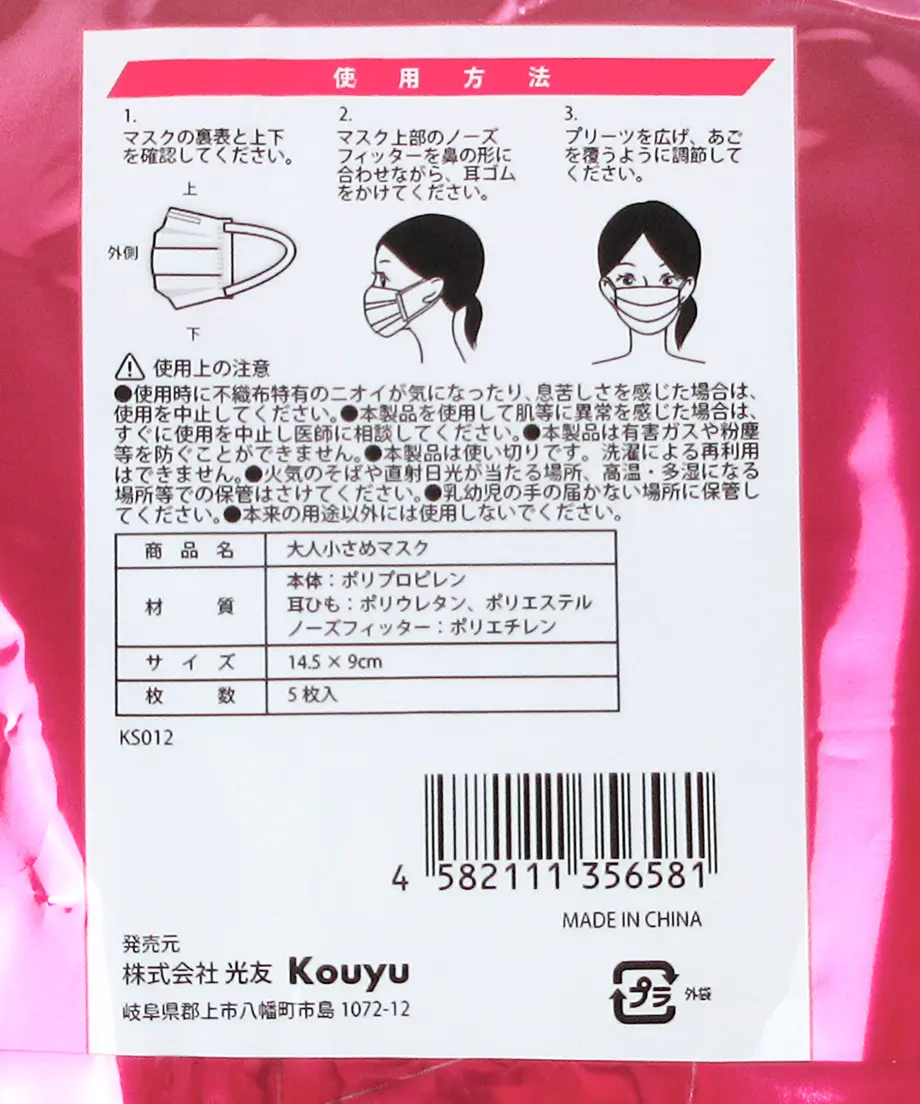 使用方法
1.
マスクの裏表と上下
を確認してください。
上
外側
下
2.
マスク上部のノーズ
フィッターを鼻の形に
合わせながら、耳ゴム
をかけてください。
3.
プリーツを広げ、あご
を覆うように調節して
ください。
使用上の注意
●使用時に不織布特有のニオイが気になったり、息苦しさを感じた場合は、
使用を中止してください。●本製品を使用して肌等に異常を感じた場合は、
すぐに使用を中止し医師に相談してください。●本製品は有害ガスや粉塵
等を防ぐことができません。●本製品は使い切りです。洗濯による再利用
はできません。●火気のそばや直射日光が当たる場所、高温・多湿になる
場所等での保管はさけてください。●乳幼児の手の届かない場所に保管し
てください。●本来の用途以外には使用しないでください。
商品名 大人小さめマスク
材質 本体：ポリプロピレン
耳ひも：ポリウレタン、ポリエステル
ノーズフィッター：ポリエチレン
サイズ 14.5 × 9cm
枚数 5 枚入
KS012
4 582111 356581
MADE IN CHINA
発売元
株式会社 光友 Kouyu
岐阜県郡上市八幡町市島 1072-12
プラ 外袋